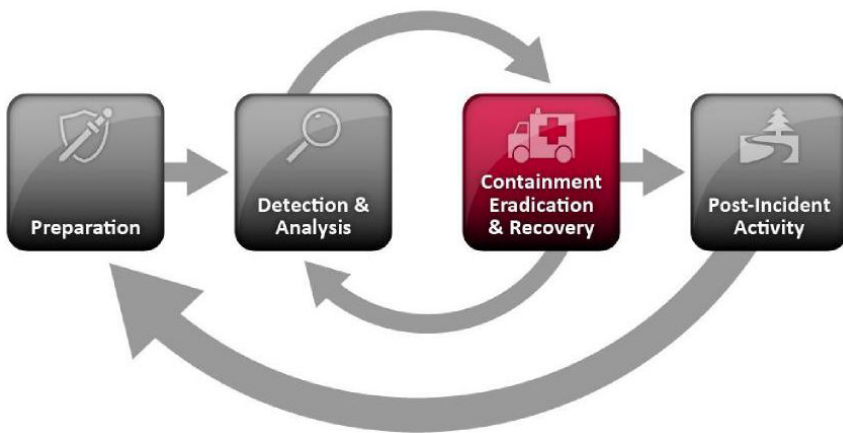 Preparation
Detection &
Analysis
Containment
Eradication
& Recovery
Post-Incident
Activity